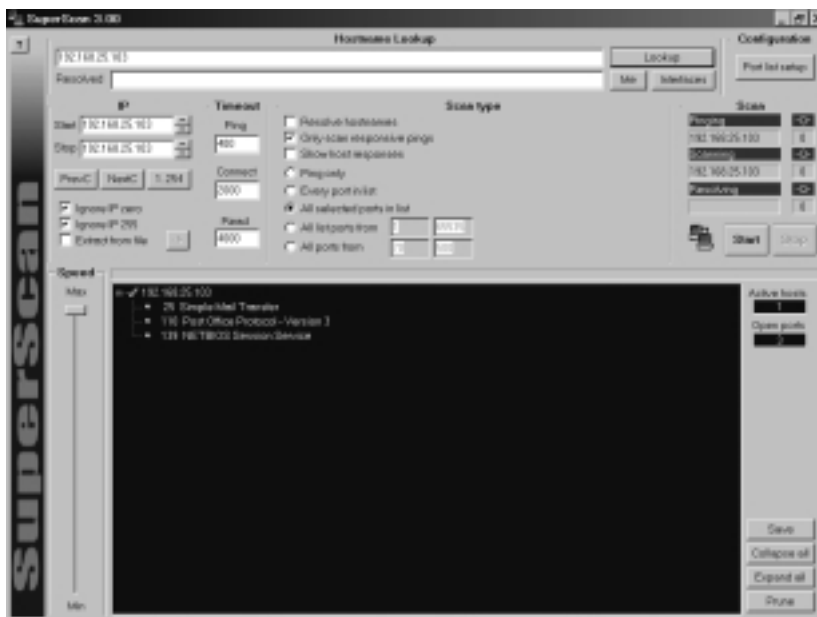 SuperScan 3.00
Hostname Lookup
Configuration
?
192.168.25.103
Lookup
Port list setup
Resolved
Me
Interfaces
IP
Timeout
Scan type
Scan
Start 192.168.25.103
Stop 192.168.25.103
PrevC NextC 1..254
Ignore IP zero
Ignore IP 255
Extract from file
Ping
400
Connect
2000
Read
4000
Resolve hostnames
Only scan responsive pings
Show host responses
Ping only
Every port in list
All selected ports in list
All list ports from
All ports from
Pinging
192.168.25.103
Scanning
192.168.25.103
Resolving
Start
Stop
SuperScan
Speed
Max
Min
192.168.25.103
25 Simple Mail Transfer
110 Post Office Protocol - Version 3
139 NETBIOS Session Service
Active hosts
1
Open ports
3
Save
Collapse all
Expand all
Prune